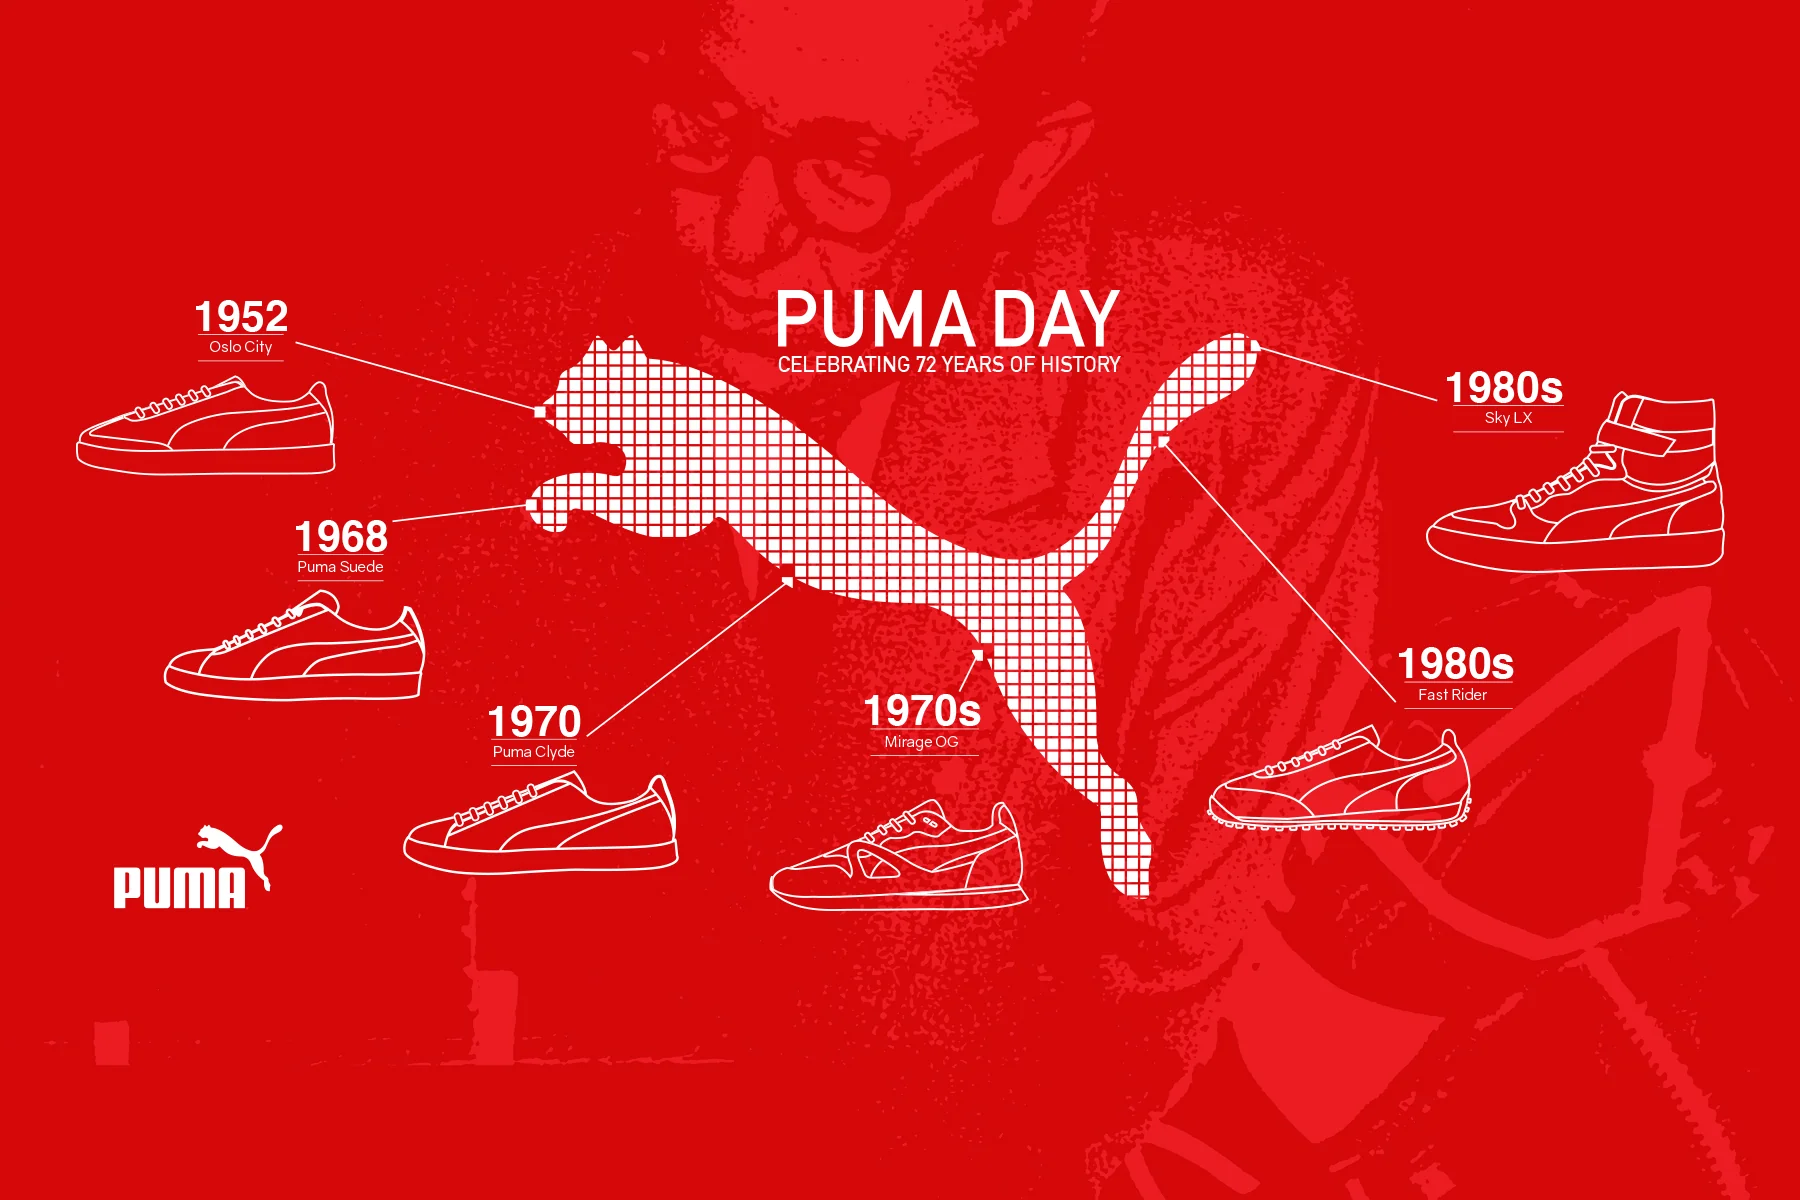 PUMA DAY
CELEBRATING 72 YEARS OF HISTORY
1952
Oslo City
1968
Puma Suede
1970
Puma Clyde
1970s
Mirage OG
1980s
Sky LX
1980s
Fast Rider
PUMA